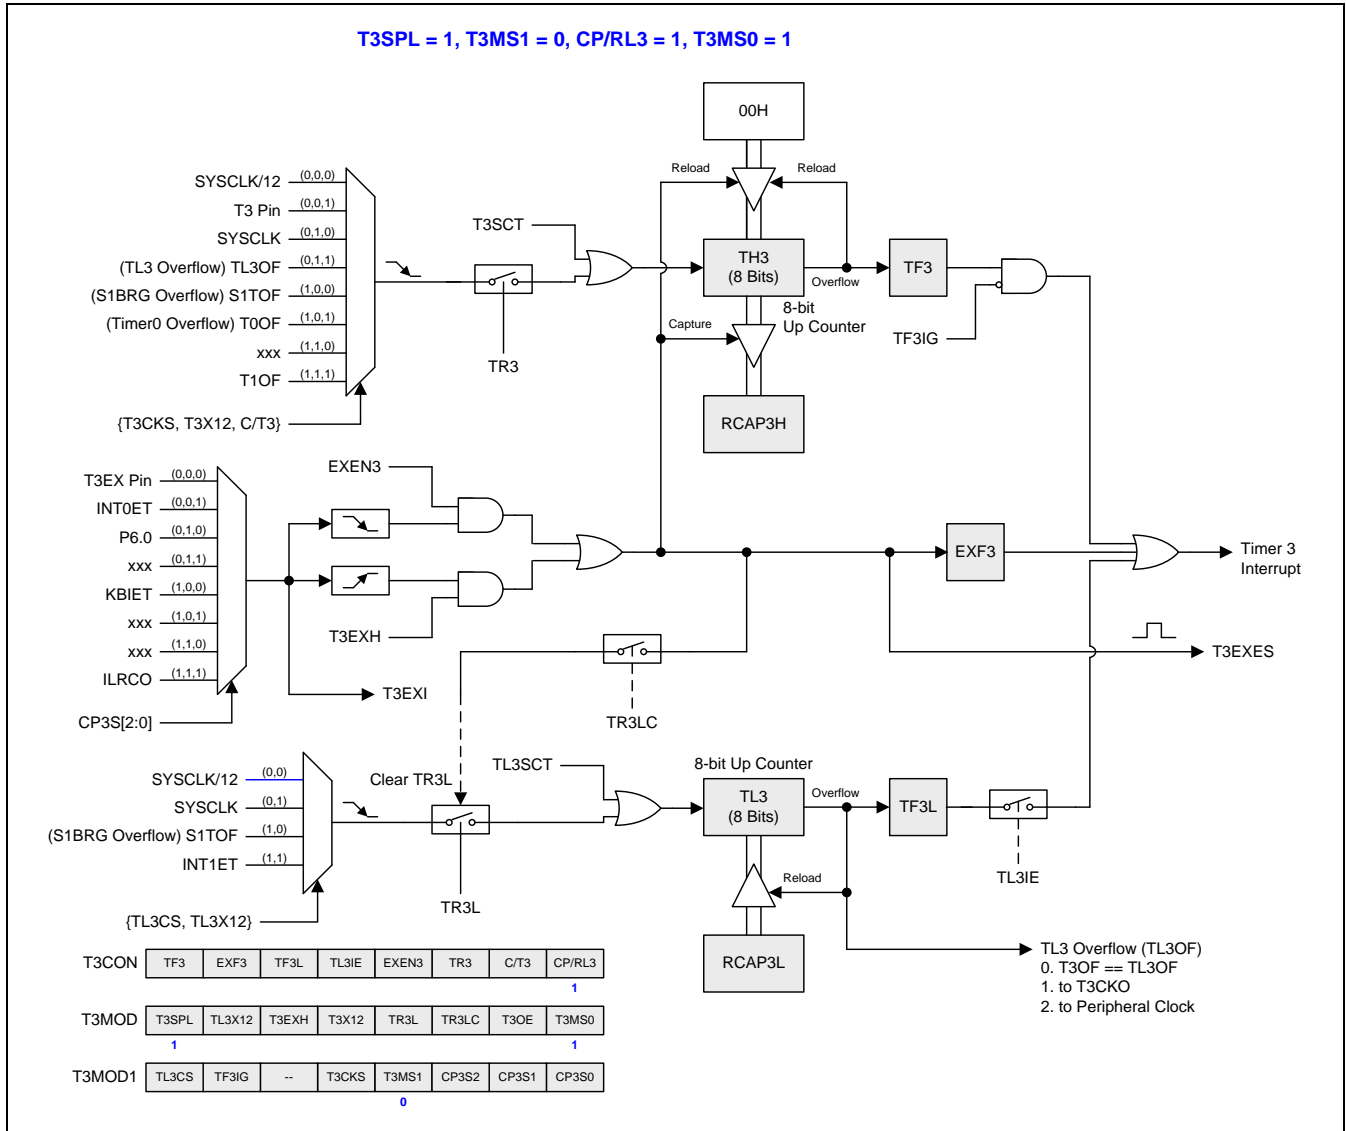 T3SPL = 1, T3MS1 = 0, CP/RL3 = 1, T3MS0 = 1
00H
Reload
Reload
SYSCLK/12 (0,0,0)
T3 Pin (0,0,1)
SYSCLK (0,1,0)
(TL3 Overflow) TL3OF (0,1,1)
(S1BRG Overflow) S1TOF (1,0,0)
(Timer0 Overflow) T0OF (1,0,1)
xxx (1,1,0)
T1OF (1,1,1)
{T3CKS, T3X12, C/T3}
TR3
T3SCT
TH3
(8 Bits)
Overflow
8-bit
Up Counter
TF3
TF3IG
Capture
RCAP3H
T3EX Pin (0,0,0)
INT0ET (0,0,1)
P6.0 (0,1,0)
xxx (0,1,1)
KBIET (1,0,0)
xxx (1,0,1)
xxx (1,1,0)
ILRCO (1,1,1)
CP3S[2:0]
EXEN3
T3EXH
T3EXI
EXF3
Timer 3
Interrupt
T3EXES
TR3LC
SYSCLK/12 (0,0)
SYSCLK (0,1)
(S1BRG Overflow) S1TOF (1,0)
INT1ET (1,1)
{TL3CS, TL3X12}
Clear TR3L
TR3L
TL3SCT
8-bit Up Counter
TL3
(8 Bits)
Overflow
TF3L
TL3IE
Reload
RCAP3L
TL3 Overflow (TL3OF)
0. T3OF == TL3OF
1. to T3CKO
2. to Peripheral Clock
T3CON TF3 EXF3 TF3L TL3IE EXEN3 TR3 C/T3 CP/RL3
1
T3MOD T3SPL TL3X12 T3EXH T3X12 TR3L TR3LC T3OE T3MS0
1 1
T3MOD1 TL3CS TF3IG -- T3CKS T3MS1 CP3S2 CP3S1 CP3S0
0